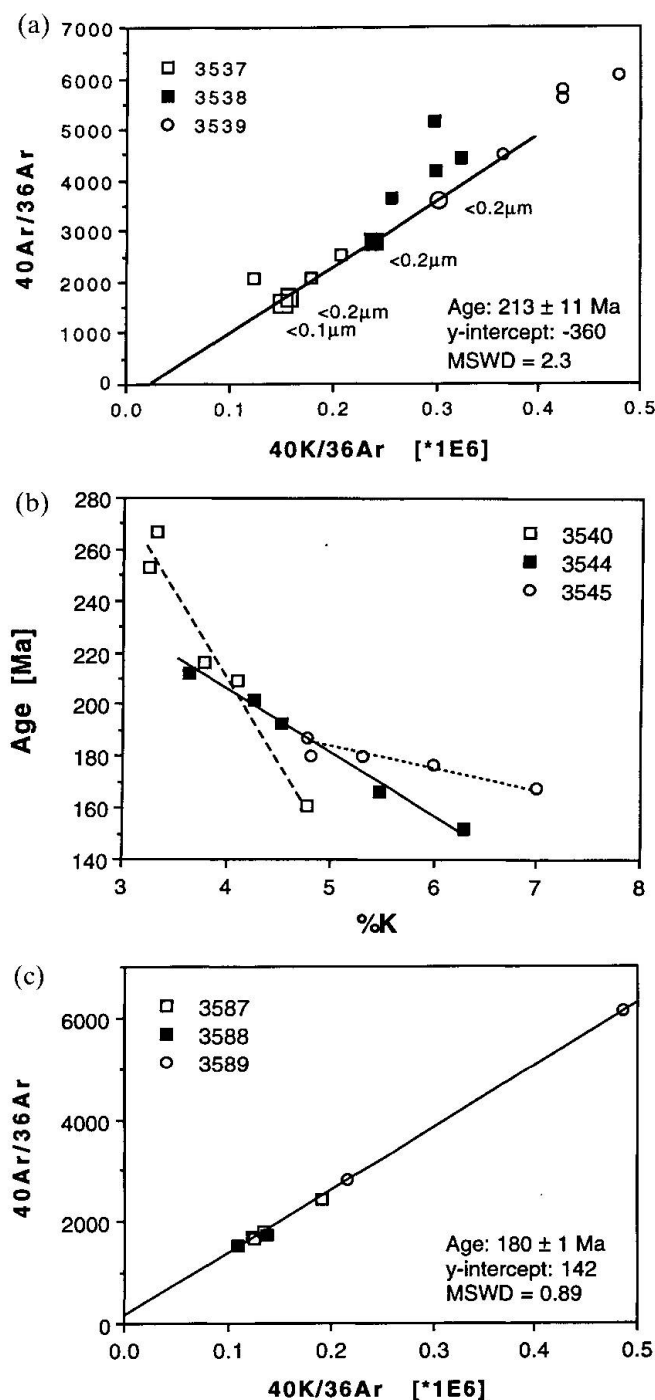 (a)
7000
6000
5000
4000
3000
2000
1000
0
40Ar/36Ar
3537
3538
3539
<0.2µm
<0.2µm
<0.2µm
<0.1µm
Age: 213 ± 11 Ma
y-intercept: -360
MSWD = 2.3
0.0 0.1 0.2 0.3 0.4 0.5
40K/36Ar [*1E6]
(b)
280
260
240
220
200
180
160
140
Age [Ma]
3540
3544
3545
3 4 5 6 7 8
%K
(c)
6000
4000
2000
0
40Ar/36Ar
3587
3588
3589
Age: 180 ± 1 Ma
y-intercept: 142
MSWD = 0.89
0.0 0.1 0.2 0.3 0.4 0.5
40K/36Ar [*1E6]